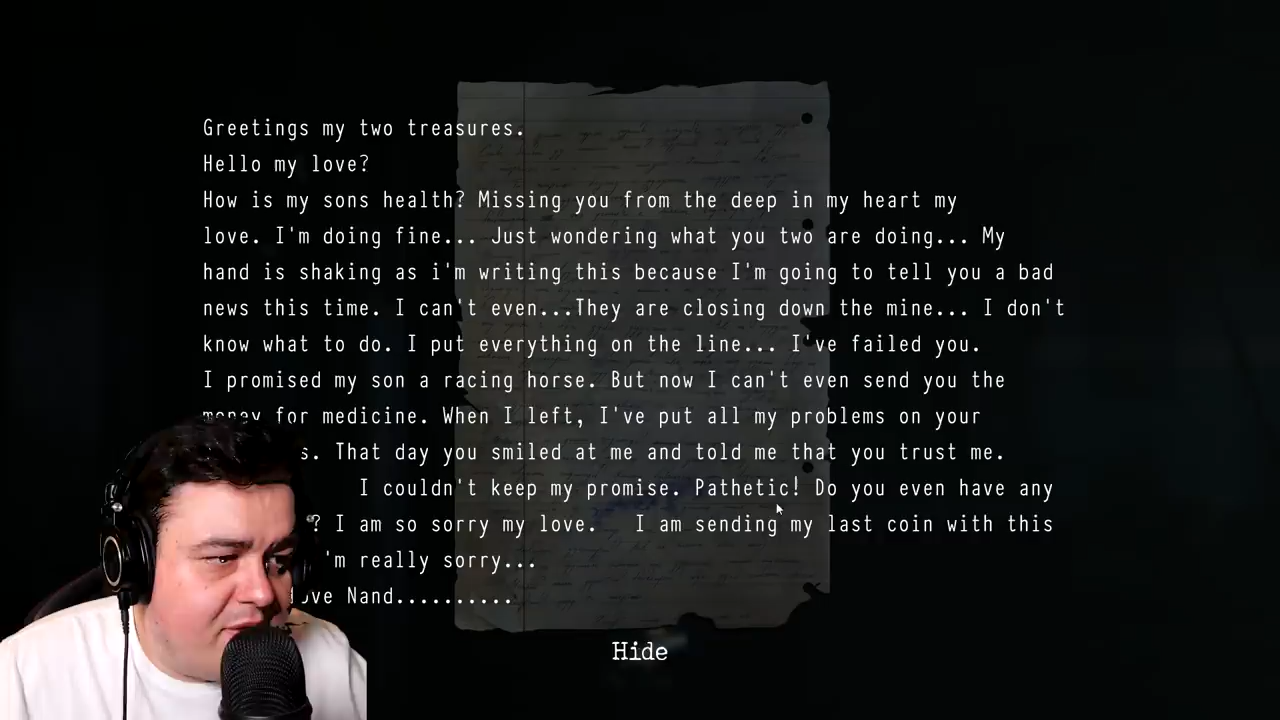 Greetings my two treasures.
Hello my love?
How is my sons health? Missing you from the deep in my heart my
love. I'm doing fine... Just wondering what you two are doing... My
hand is shaking as i'm writing this because I'm going to tell you a bad
news this time. I can't even...They are closing down the mine... I don't
know what to do. I put everything on the line... I've failed you.
I promised my son a racing horse. But now I can't even send you the
money for medicine. When I left, I've put all my problems on your
That day you smiled at me and told me that you trust me.
I couldn't keep my promise. Pathetic! Do you even have any
? I am so sorry my love. I am sending my last coin with this
'm really sorry...
Nand..........
Hide